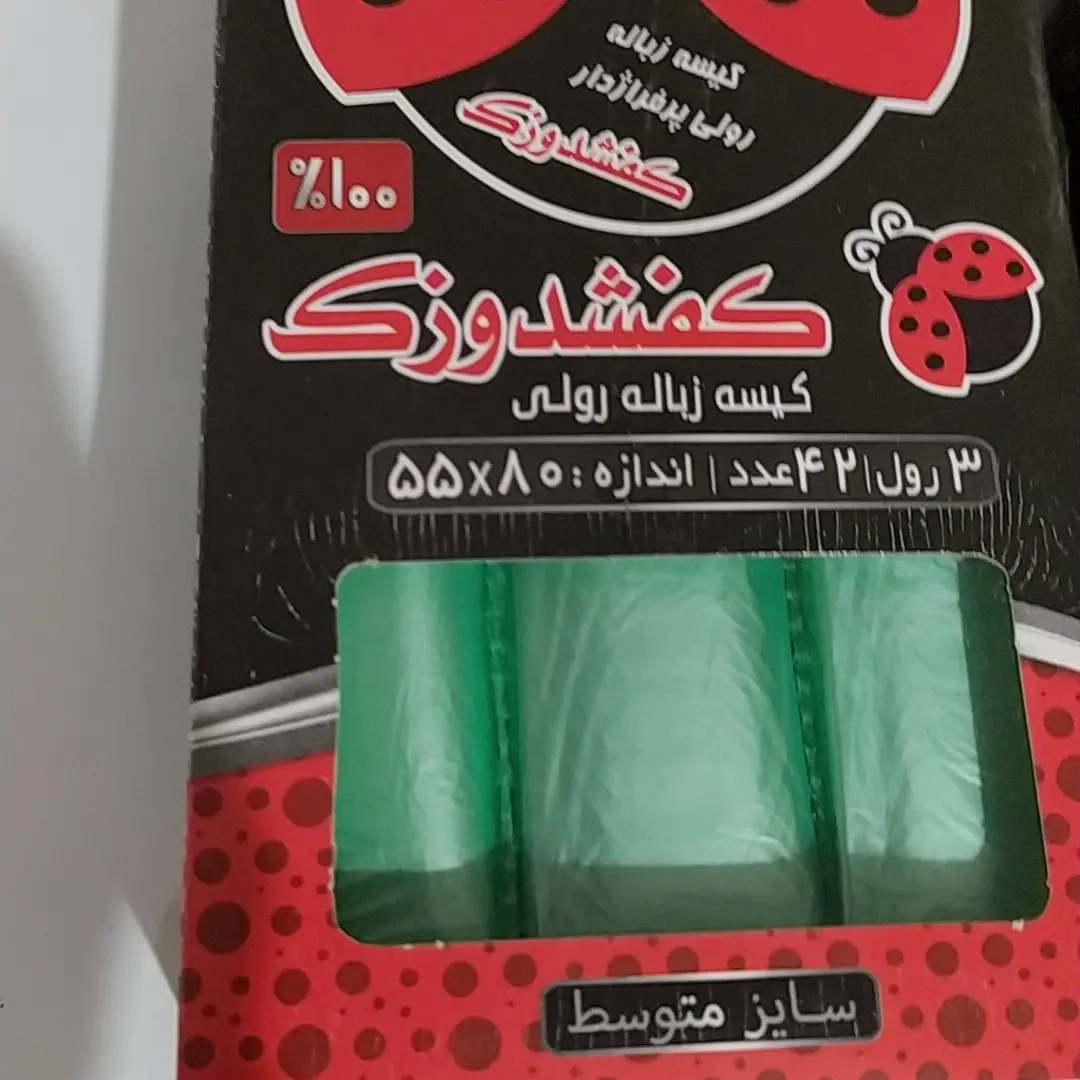 کیسه زباله
رولی پرفراژدار
کفشدوزک
%۱۰۰
کفشدوزک
کیسه زباله رولی
۳ رول | ۴۲ عدد | اندازه : ۵۵x۸۰
سایز متوسط